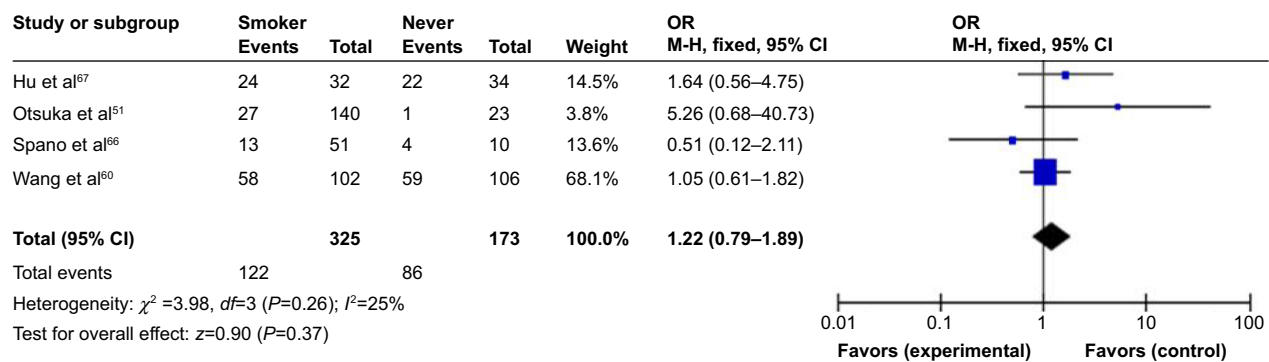 Study or subgroup Smoker Never OR OR
Events Total Events Total Weight M-H, fixed, 95% CI M-H, fixed, 95% CI
Hu et al67 24 32 22 34 14.5% 1.64 (0.56–4.75)
Otsuka et al51 27 140 1 23 3.8% 5.26 (0.68–40.73)
Spano et al66 13 51 4 10 13.6% 0.51 (0.12–2.11)
Wang et al60 58 102 59 106 68.1% 1.05 (0.61–1.82)
Total (95% CI) 325 173 100.0% 1.22 (0.79–1.89)
Total events 122 86
Heterogeneity: χ2 =3.98, df=3 (P=0.26); I2=25%
Test for overall effect: z=0.90 (P=0.37)
0.01 0.1 1 10 100
Favors (experimental) Favors (control)